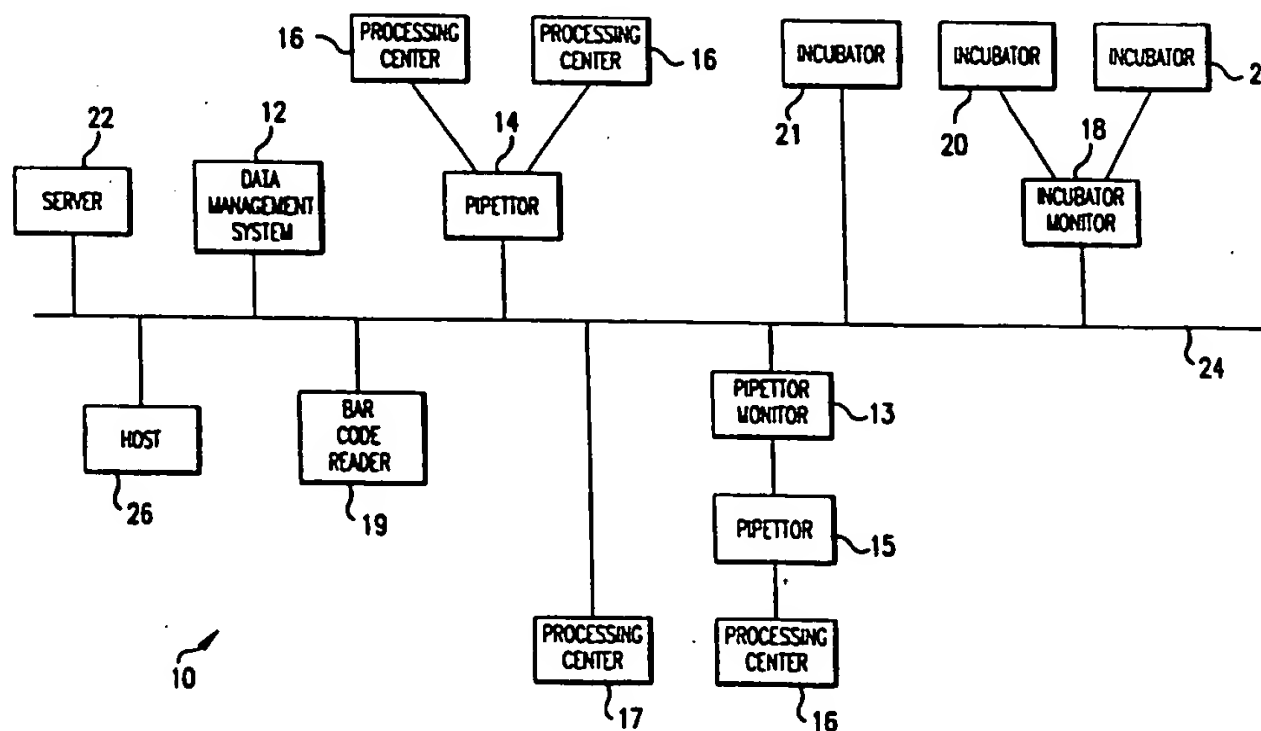 16
PROCESSING
CENTER
PROCESSING
CENTER
16
INCUBATOR
21
INCUBATOR
20
INCUBATOR
2
22
SERVER
12
DATA
MANAGEMENT
SYSTEM
14
PIPETTOR
18
INCUBATOR
MONITOR
24
HOST
26
BAR
CODE
READER
19
PIPETTOR
MONITOR
13
PIPETTOR
15
10
PROCESSING
CENTER
17
PROCESSING
CENTER
16